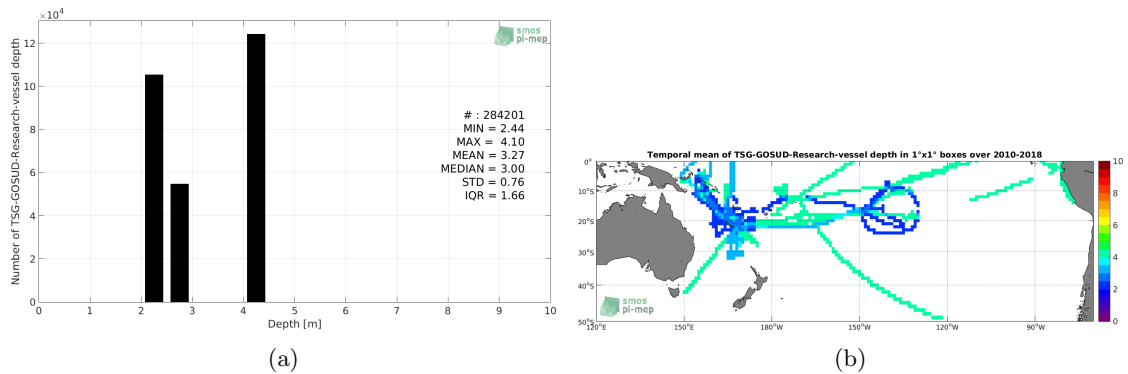 ×10⁴
12
10
8
6
4
2
0
Number of TSG-GOSUD-Research-vessel depth
smos
pi-mep
# : 284201
MIN = 2.44
MAX = 4.10
MEAN = 3.27
MEDIAN = 3.00
STD = 0.76
IQR = 1.66
0 1 2 3 4 5 6 7 8 9 10
Depth [m]
(a)
Temporal mean of TSG-GOSUD-Research-vessel depth in 1°x1° boxes over 2010-2018
0°
10°S
20°S
30°S
40°S
50°S
smos
pi-mep
120°E 150°E 180°W 150°W 120°W 90°W
10
8
6
4
2
0
(b)